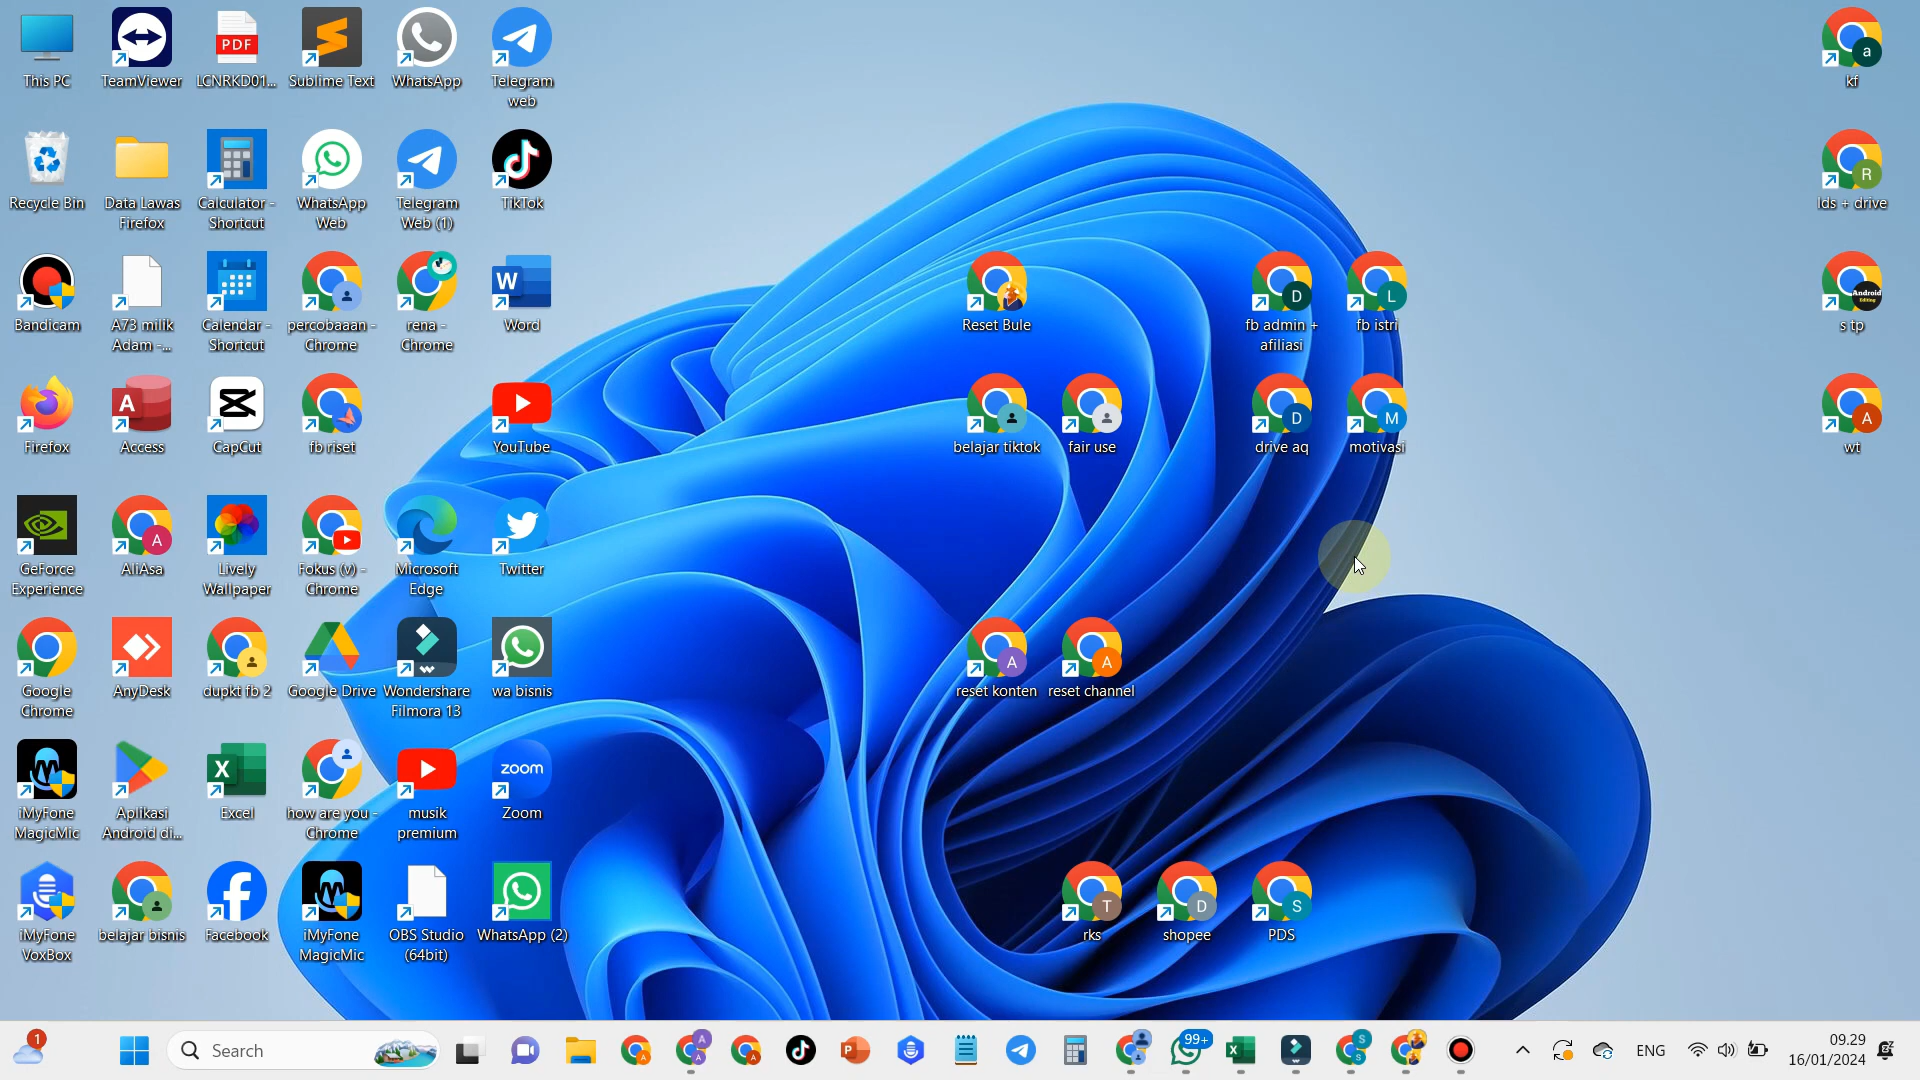 This PC
TeamViewer
PDF
LCNRKD01...
Sublime Text
WhatsApp
Telegram
web
a
kf
Recycle Bin
Data Lawas
Firefox
Calculator -
Shortcut
WhatsApp
Web
Telegram
Web (1)
TikTok
R
lds + drive
Bandicam
A73 milik
Adam -...
Calendar -
Shortcut
percobaaan -
Chrome
rena -
Chrome
W
Word
Reset Bule
D
fb admin +
afiliasi
L
fb istri
Android
Editing
s tp
Firefox
A
Access
CapCut
fb riset
YouTube
belajar tiktok
fair use
D
drive aq
M
motivasi
A
wt
GeForce
Experience
A
AliAsa
Lively
Wallpaper
Fokus (v) -
Chrome
Microsoft
Edge
Twitter
Google
Chrome
AnyDesk
dupkt fb 2
Google Drive
Wondershare
Filmora 13
wa bisnis
A
reset konten
A
reset channel
iMyFone
MagicMic
Aplikasi
Android di...
X
Excel
how are you -
Chrome
musik
premium
zoom
Zoom
iMyFone
VoxBox
belajar bisnis
Facebook
iMyFone
MagicMic
OBS Studio
(64bit)
WhatsApp (2)
T
rks
D
shopee
S
PDS
1
Search
A
A
A
A
P
99+
X
S
S
ENG
09.29
16/01/2024